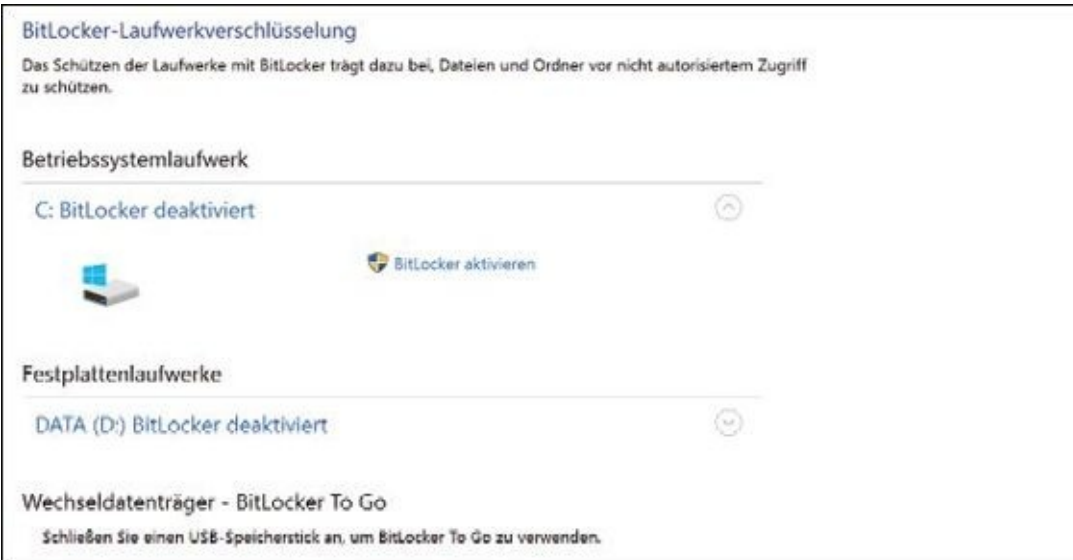 BitLocker-Laufwerkverschlüsselung
Das Schützen der Laufwerke mit BitLocker trägt dazu bei, Dateien und Ordner vor nicht autorisiertem Zugriff
zu schützen.
Betriebssystemlaufwerk
C: BitLocker deaktiviert
BitLocker aktivieren
Festplattenlaufwerke
DATA (D:) BitLocker deaktiviert
Wechseldatenträger - BitLocker To Go
Schließen Sie einen USB-Speicherstick an, um BitLocker To Go zu verwenden.